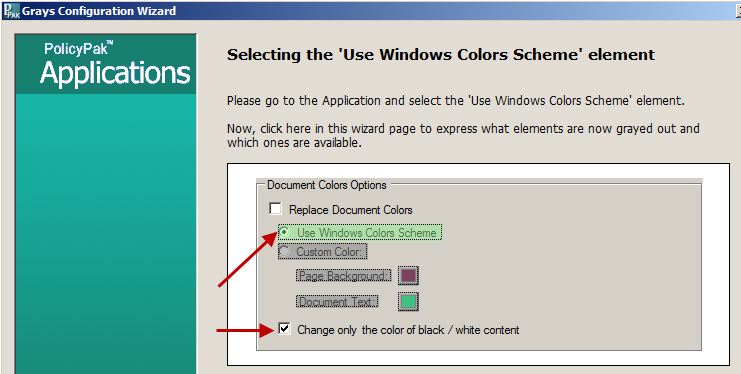 PPAK Grays Configuration Wizard
PolicyPak™
Applications
Selecting the 'Use Windows Colors Scheme' element
Please go to the Application and select the 'Use Windows Colors Scheme' element.
Now, click here in this wizard page to express what elements are now grayed out and
which ones are available.
Document Colors Options
Replace Document Colors
Use Windows Colors Scheme
Custom Color:
Page Background:
Document Text:
Change only the color of black / white content